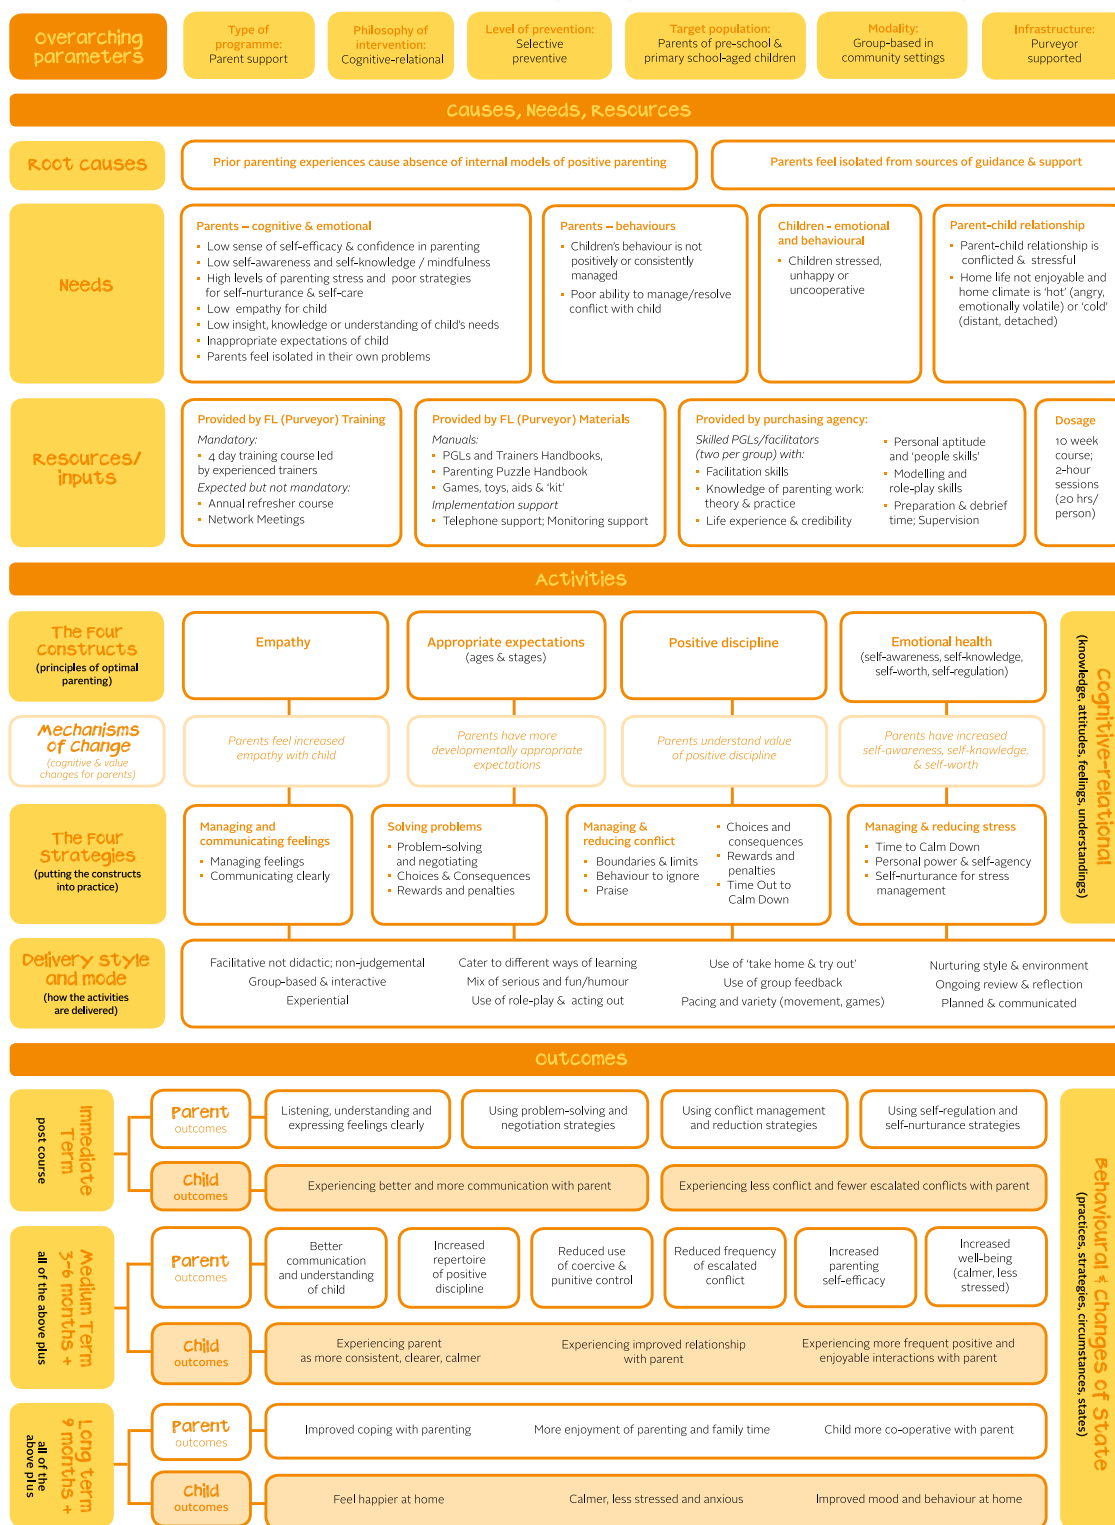 overarching
parameters
Type of
programme:
Parent support
Philosophy of
intervention:
Cognitive-relational
Level of prevention:
Selective
preventive
Target population:
Parents of pre-school &
primary school-aged children
Modality:
Group-based in
community settings
Infrastructure:
Purveyor
supported
Causes, Needs, Resources
Root causes
Prior parenting experiences cause absence of internal models of positive parenting
Parents feel isolated from sources of guidance & support
Needs
Parents – cognitive & emotional
▪ Low sense of self-efficacy & confidence in parenting
▪ Low self-awareness and self-knowledge / mindfulness
▪ High levels of parenting stress and poor strategies
for self-nurturance & self-care
▪ Low empathy for child
▪ Low insight, knowledge or understanding of child's needs
▪ Inappropriate expectations of child
▪ Parents feel isolated in their own problems
Parents – behaviours
▪ Children's behaviour is not
positively or consistently
managed
▪ Poor ability to manage/resolve
conflict with child
Children - emotional
and behavioural
▪ Children stressed,
unhappy or
uncooperative
Parent-child relationship
▪ Parent-child relationship is
conflicted & stressful
▪ Home life not enjoyable and
home climate is 'hot' (angry,
emotionally volatile) or 'cold'
(distant, detached)
Resources/
inputs
Provided by FL (Purveyor) Training
Mandatory:
▪ 4 day training course led
by experienced trainers
Expected but not mandatory:
▪ Annual refresher course
▪ Network Meetings
Provided by FL (Purveyor) Materials
Manuals:
▪ PGLs and Trainers Handbooks,
▪ Parenting Puzzle Handbook
▪ Games, toys, aids & 'kit'
Implementation support
▪ Telephone support; Monitoring support
Provided by purchasing agency:
Skilled PGLs/facilitators
(two per group) with:
▪ Facilitation skills
▪ Knowledge of parenting work:
theory & practice
▪ Life experience & credibility
▪ Personal aptitude
and 'people skills'
▪ Modelling and
role-play skills
▪ Preparation & debrief
time; Supervision
Dosage
10 week
course;
2-hour
sessions
(20 hrs/
person)
Activities
The Four
constructs
(principles of optimal
parenting)
Empathy
Appropriate expectations
(ages & stages)
Positive discipline
Emotional health
(self-awareness, self-knowledge,
self-worth, self-regulation)
Cognitive-relational
(knowledge, attitudes, feelings, understandings)
Mechanisms
of change
(cognitive & value
changes for parents)
Parents feel increased
empathy with child
Parents have more
developmentally appropriate
expectations
Parents understand value
of positive discipline
Parents have increased
self-awareness, self-knowledge,
& self-worth
The Four
Strategies
(putting the constructs
into practice)
Managing and
communicating feelings
▪ Managing feelings
▪ Communicating clearly
Solving problems
▪ Problem-solving
and negotiating
▪ Choices & Consequences
▪ Rewards and penalties
Managing &
reducing conflict
▪ Boundaries & limits
▪ Behaviour to ignore
▪ Praise
▪ Choices and
consequences
▪ Rewards and
penalties
▪ Time Out to
Calm Down
Managing & reducing stress
▪ Time to Calm Down
▪ Personal power & self-agency
▪ Self-nurturance for stress
management
Delivery style
and mode
(how the activities
are delivered)
Facilitative not didactic; non-judgemental
Group-based & interactive
Experiential
Cater to different ways of learning
Mix of serious and fun/humour
Use of role-play & acting out
Use of 'take home & try out'
Use of group feedback
Pacing and variety (movement, games)
Nurturing style & environment
Ongoing review & reflection
Planned & communicated
outcomes
Immediate
Term
post course
Parent
outcomes
Listening, understanding and
expressing feelings clearly
Using problem-solving and
negotiation strategies
Using conflict management
and reduction strategies
Using self-regulation and
self-nurturance strategies
Child
outcomes
Experiencing better and more communication with parent
Experiencing less conflict and fewer escalated conflicts with parent
Behavioural & changes of State
(practices, strategies, circumstances, states)
Medium Term
3-6 months +
all of the above plus
Parent
outcomes
Better
communication
and understanding
of child
Increased
repertoire
of positive
discipline
Reduced use
of coercive &
punitive control
Reduced frequency
of escalated
conflict
Increased
parenting
self-efficacy
Increased
well-being
(calmer, less
stressed)
Child
outcomes
Experiencing parent
as more consistent, clearer, calmer
Experiencing improved relationship
with parent
Experiencing more frequent positive and
enjoyable interactions with parent
Long term
9 months +
all of the
above plus
Parent
outcomes
Improved coping with parenting
More enjoyment of parenting and family time
Child more co-operative with parent
Child
outcomes
Feel happier at home
Calmer, less stressed and anxious
Improved mood and behaviour at home